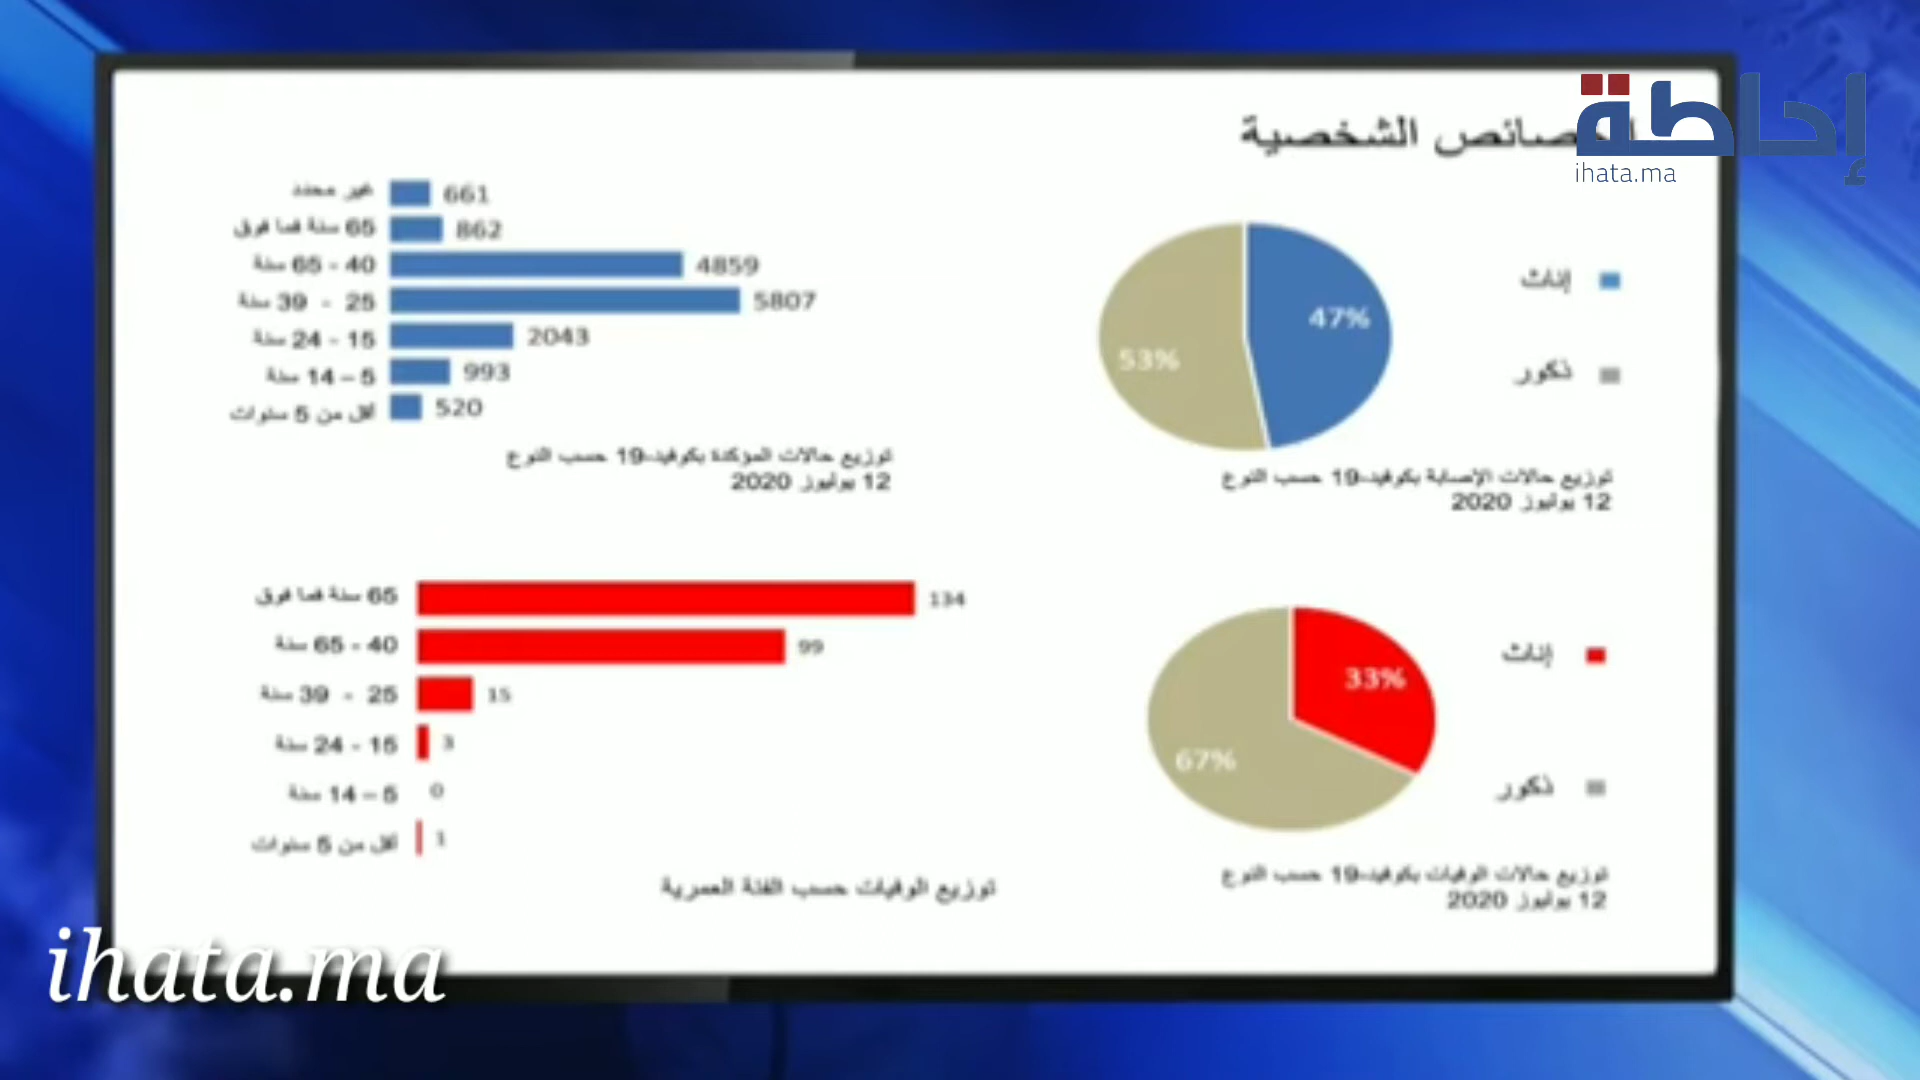 إحاطة
ihata.ma
الخصائص الشخصية
إناث
ذكور
47%
53%
توزيع حالات الإصابة بكوفيد-19 حسب النوع
12 يوليوز 2020
غير محدد 661
65 سنة فما فوق 862
40 - 65 سنة 4859
25 - 39 سنة 5807
15 - 24 سنة 2043
5 – 14 سنة 993
أقل من 5 سنوات 520
توزيع حالات المؤكدة بكوفيد-19 حسب النوع
12 يوليوز 2020
إناث
ذكور
33%
67%
توزيع حالات الوفيات بكوفيد-19 حسب النوع
12 يوليوز 2020
65 سنة فما فوق 134
40 - 65 سنة 99
25 - 39 سنة 15
15 - 24 سنة 3
5 – 14 سنة 0
أقل من 5 سنوات 1
توزيع الوفيات حسب الفئة العمرية
ihata.ma